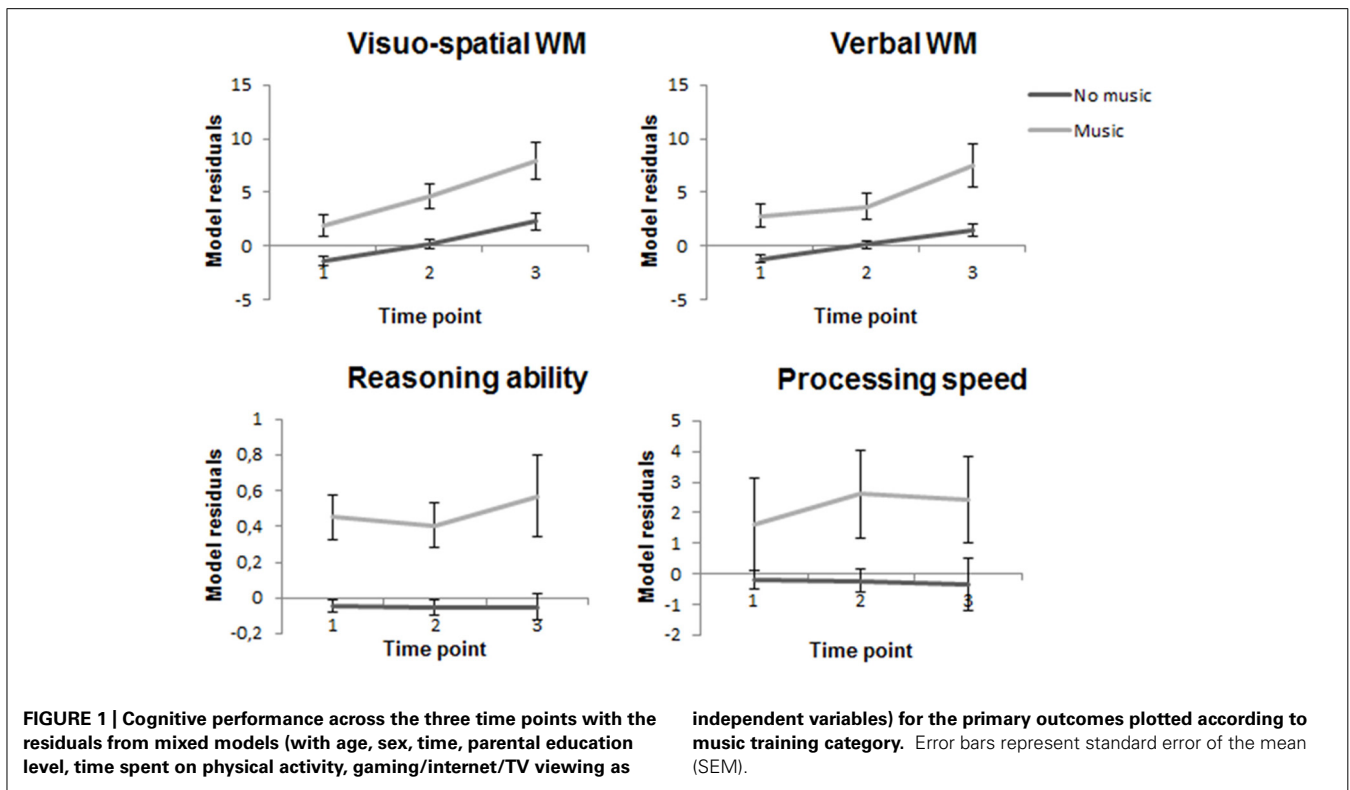 Visuo-spatial WM
15
10
5
0
-5
Model residuals
1
2
3
Time point
Verbal WM
15
10
5
0
-5
Model residuals
1
2
3
Time point
No music
Music
Reasoning ability
1
0,8
0,6
0,4
0,2
0
-0,2
Model residuals
1
2
3
Time point
Processing speed
5
4
3
2
1
0
-1
-2
Model residuals
1
2
3
Time point
FIGURE 1 | Cognitive performance across the three time points with the
residuals from mixed models (with age, sex, time, parental education
level, time spent on physical activity, gaming/internet/TV viewing as
independent variables) for the primary outcomes plotted according to
music training category. Error bars represent standard error of the mean
(SEM).